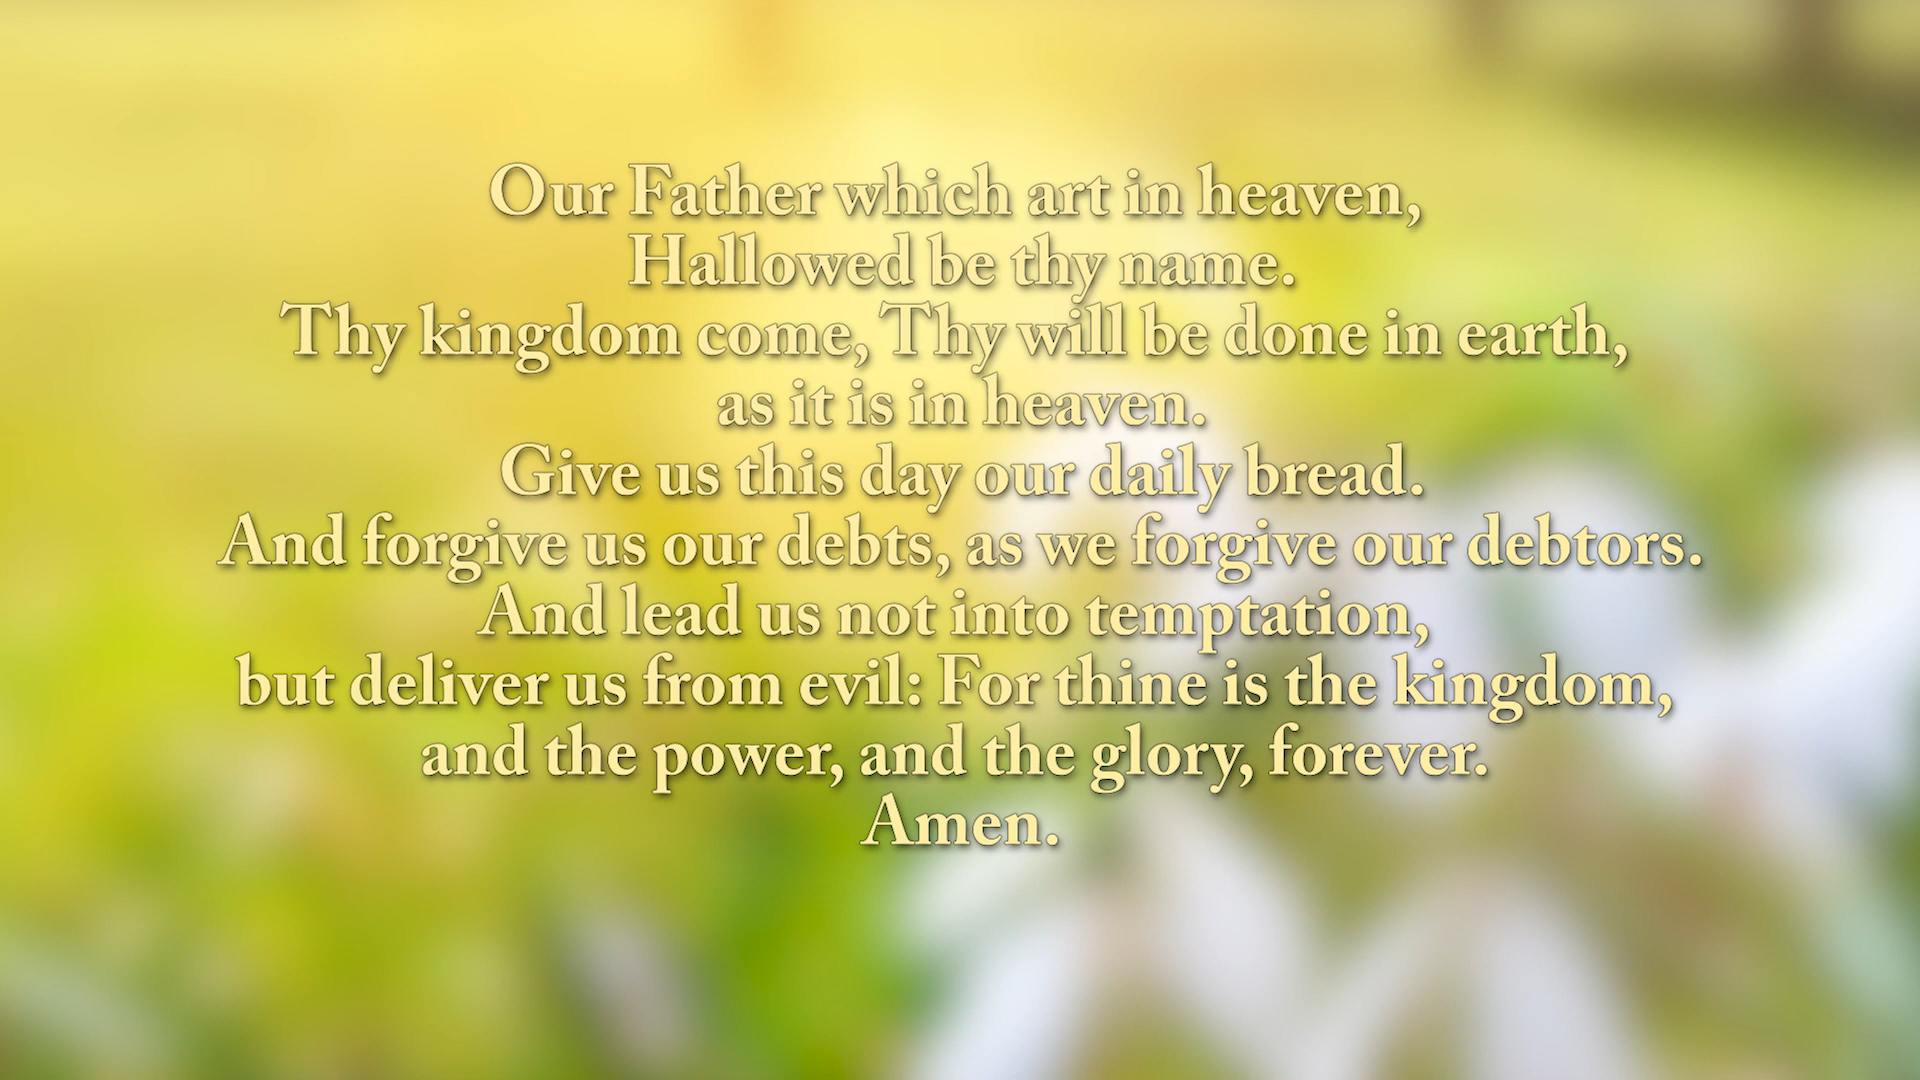 Our Father which art in heaven,
Hallowed be thy name.
Thy kingdom come, Thy will be done in earth,
as it is in heaven.
Give us this day our daily bread.
And forgive us our debts, as we forgive our debtors.
And lead us not into temptation,
but deliver us from evil: For thine is the kingdom,
and the power, and the glory, forever.
Amen.